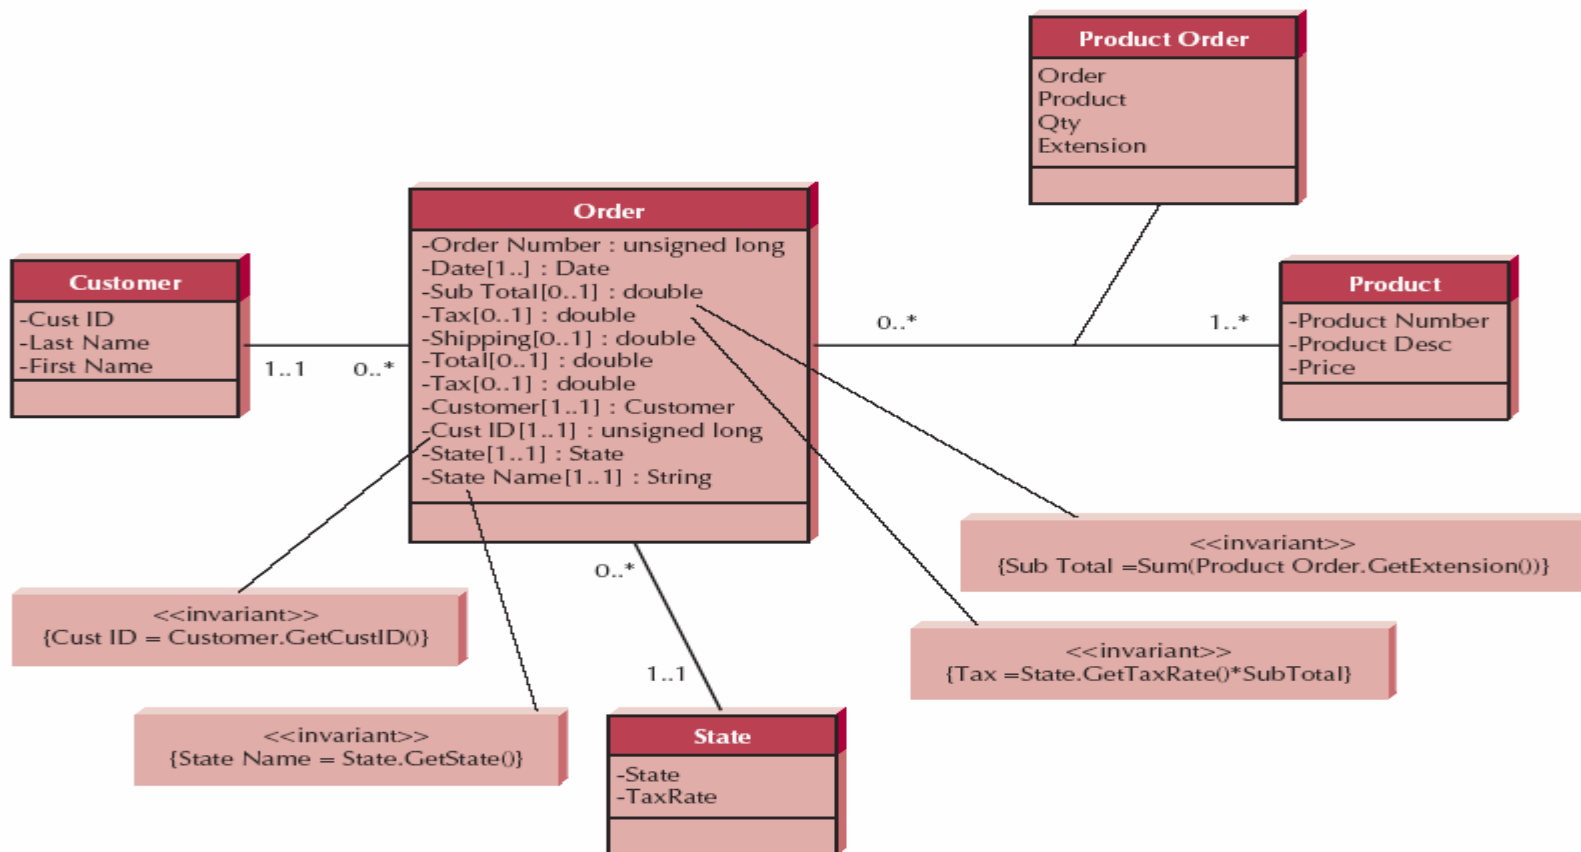 Product Order
Order
Product
Qty
Extension
Order
-Order Number : unsigned long
-Date[1..] : Date
-Sub Total[0..1] : double
-Tax[0..1] : double
-Shipping[0..1] : double
-Total[0..1] : double
-Tax[0..1] : double
-Customer[1..1] : Customer
-Cust ID[1..1] : unsigned long
-State[1..1] : State
-State Name[1..1] : String
Customer
-Cust ID
-Last Name
-First Name
1..1
0..*
0..*
1..*
Product
-Product Number
-Product Desc
-Price
<<invariant>>
{Sub Total =Sum(Product Order.GetExtension())}
<<invariant>>
{Cust ID = Customer.GetCustID()}
0..*
1..1
<<invariant>>
{Tax =State.GetTaxRate()*SubTotal}
<<invariant>>
{State Name = State.GetState()}
State
-State
-TaxRate